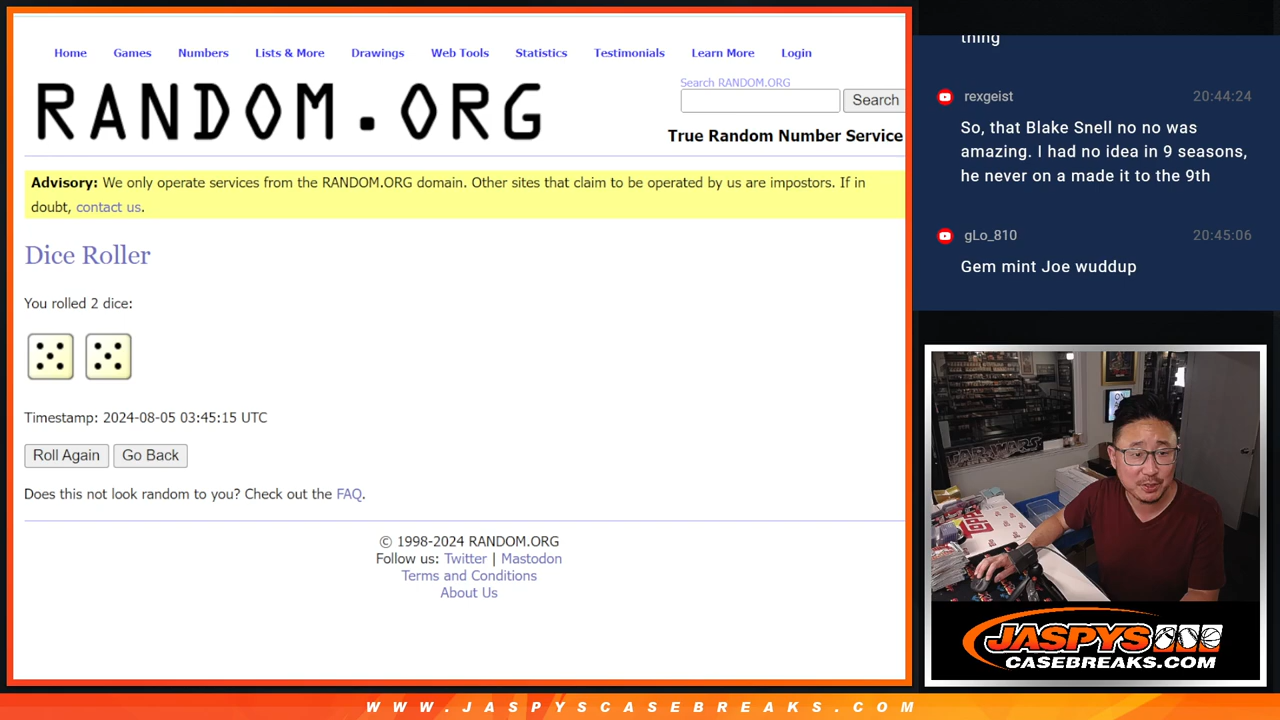 Home Games Numbers Lists & More Drawings Web Tools Statistics Testimonials Learn More Login
RANDOM.ORG
Search RANDOM.ORG
Search
True Random Number Service
Advisory: We only operate services from the RANDOM.ORG domain. Other sites that claim to be operated by us are impostors. If in
doubt, contact us.
Dice Roller
You rolled 2 dice:
Timestamp: 2024-08-05 03:45:15 UTC
Roll Again Go Back
Does this not look random to you? Check out the FAQ.
© 1998-2024 RANDOM.ORG
Follow us: Twitter | Mastodon
Terms and Conditions
About Us
thing
rexgeist 20:44:24
So, that Blake Snell no no was
amazing. I had no idea in 9 seasons,
he never on a made it to the 9th
gLo_810 20:45:06
Gem mint Joe wuddup
STAR WARS
JASPYS
CASEBREAKS.COM
WWW.JASPYSCASEBREAKS.COM